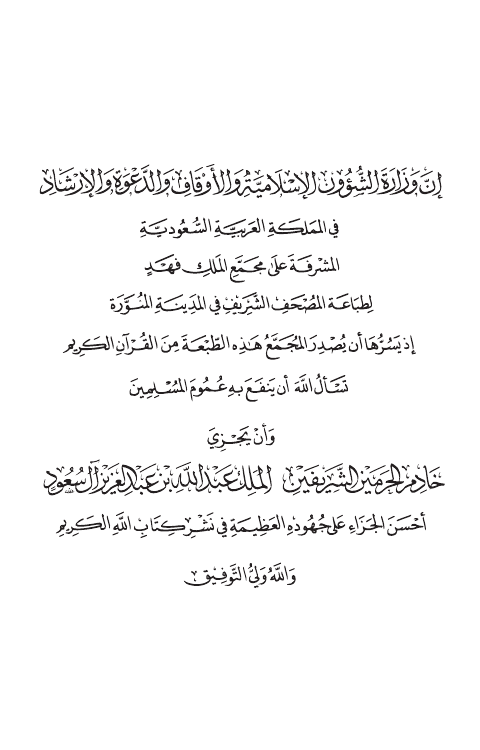 إِنَّ وَزَارَةَ الشُّؤُونِ الإِسْلَامِيَّةِ وَالأَوْقَافِ وَالدَّعْوَةِ وَالإِرْشَادِ
فِي المَمْلَكَةِ العَرَبِيَّةِ السُّعُودِيَّةِ
المُشْرِفَةَ عَلَى مُجَمَّعِ المَلِكِ فَهْدٍ
لِطِبَاعَةِ المُصْحَفِ الشَّرِيفِ فِي المَدِينَةِ المُنَوَّرَةِ
إِذْ يَسُرُّهَا أَن يُصْدِرَ المُجَمَّعُ هَذِهِ الطَّبْعَةَ مِنَ القُرْآنِ الكَرِيمِ
تَسْأَلُ اللَّهَ أَن يَنفَعَ بِهِ عُمُومَ المُسْلِمِينَ
وَأَنْ يَجْزِيَ
خَادِمَ الحَرَمَيْنِ الشَّرِيفَيْنِ المَلِكَ عَبْدَ اللَّهِ بْنَ عَبْدِ العَزِيزِ آل سُعُودٍ
أَحْسَنَ الجَزَاءِ عَلَى جُهُودِهِ العَظِيمَةِ فِي نَشْرِ كِتَابِ اللَّهِ الكَرِيمِ
وَاللَّهُ وَلِيُّ التَّوْفِيقِ